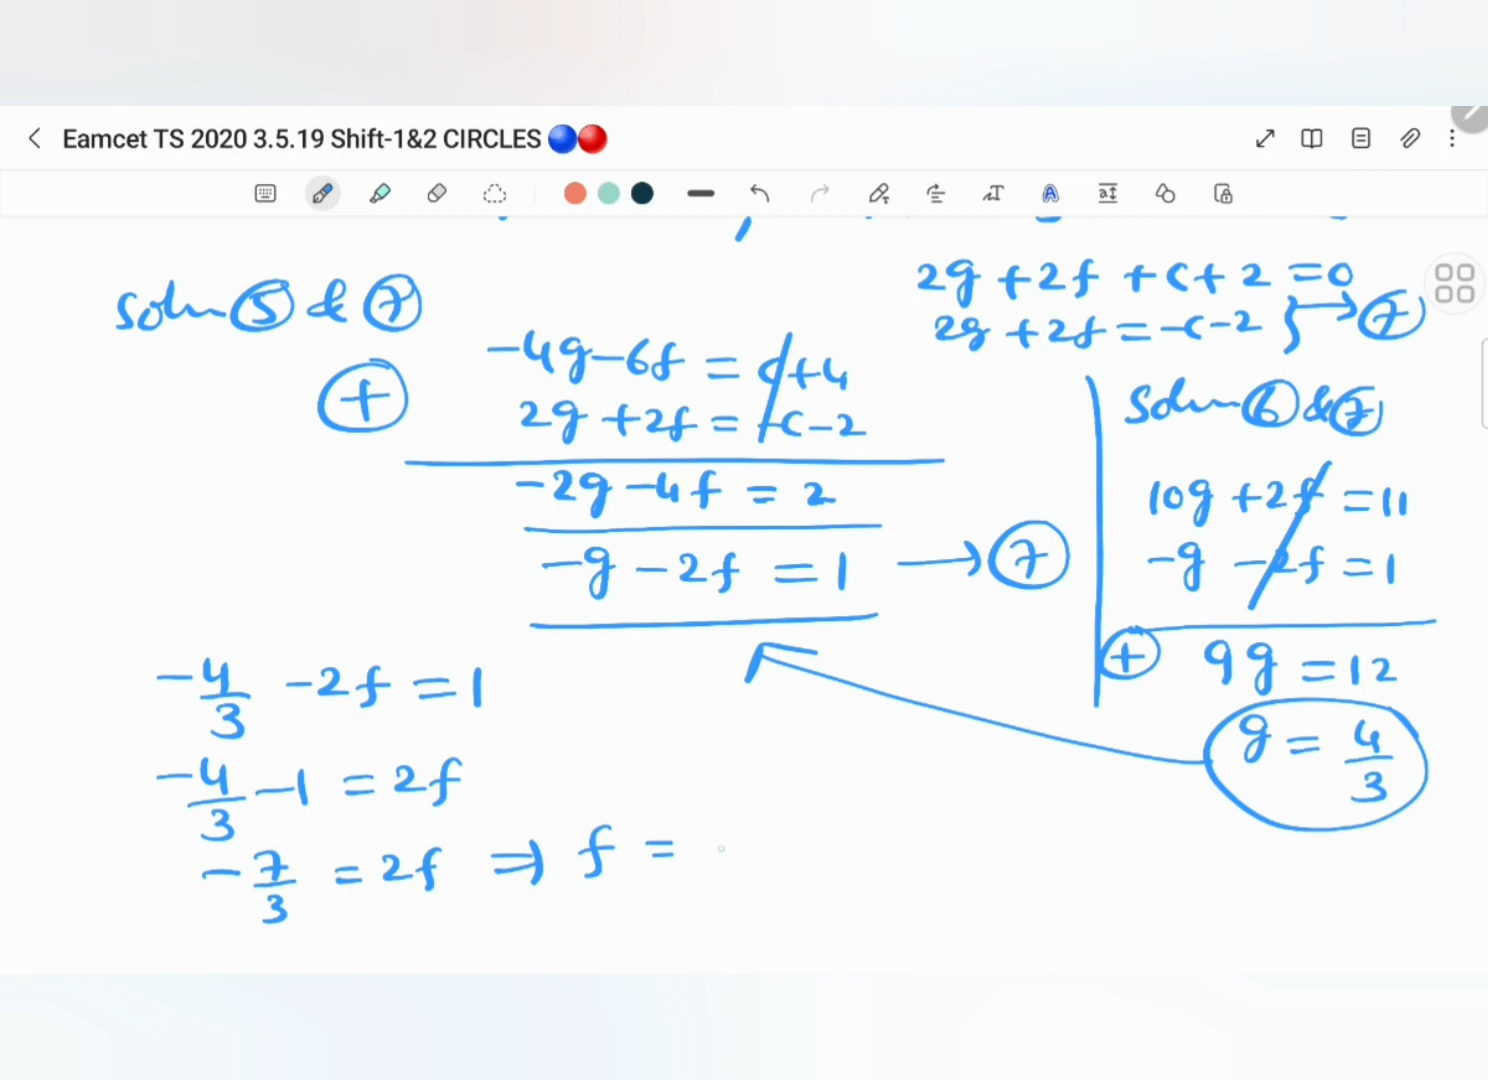 Eamcet TS 2020 3.5.19 Shift-1&2 CIRCLES 🔵🔴
2g + 2f + c + 2 = 0
2g + 2f = -c-2 } → ⑦
Soln ⑤ & ⑦
-4g-6f = c+4
2g + 2f = -c-2
⊕
-2g-4f = 2
-g-2f = 1 → ⑦
Soln ⑥ & ⑦
10g + 2f = 11
-g -2f = 1
⊕ 9g = 12
g = 4/3
-4/3 -2f = 1
-4/3 -1 = 2f
-7/3 = 2f ⇒ f =